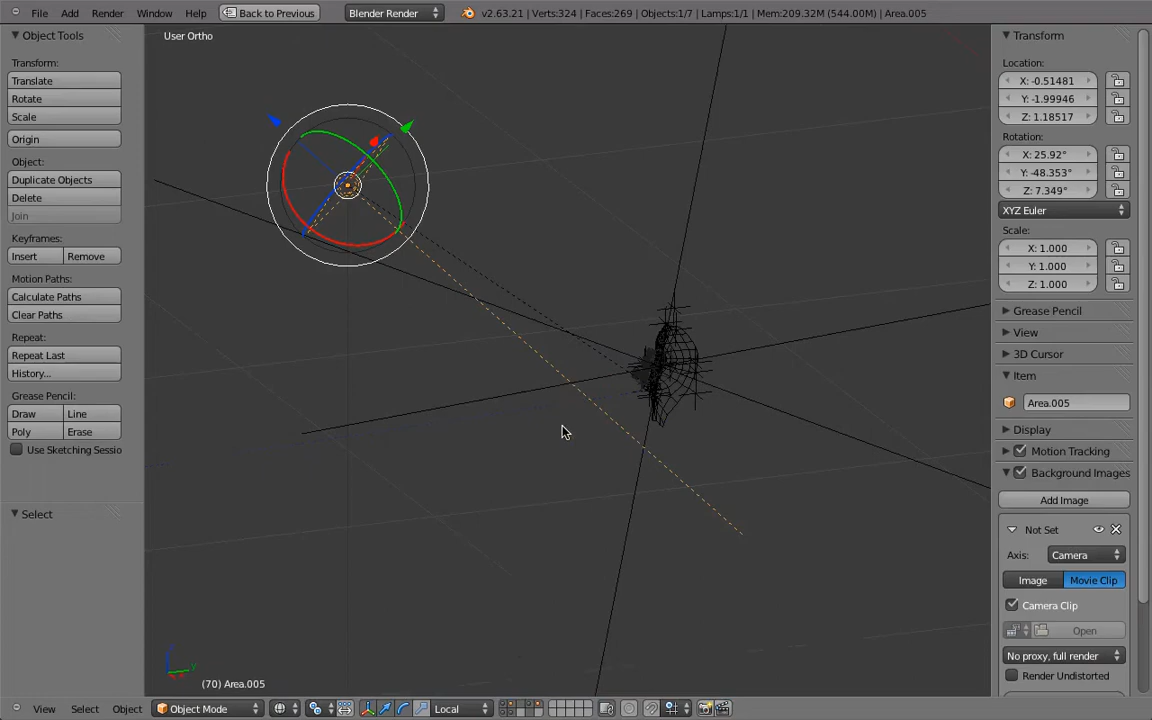 File Add Render Window Help Back to Previous Blender Render v2.63.21 | Verts:324 | Faces:269 | Objects:1/7 | Lamps:1/1 | Mem:209.32M (544.00M) | Area.005
Object Tools
Transform:
Translate
Rotate
Scale
Origin
Object:
Duplicate Objects
Delete
Join
Keyframes:
Insert Remove
Motion Paths:
Calculate Paths
Clear Paths
Repeat:
Repeat Last
History...
Grease Pencil:
Draw Line
Poly Erase
Use Sketching Sessio
Select
User Ortho
(70) Area.005
Transform
Location:
X: -0.51481
Y: -1.99946
Z: 1.18517
Rotation:
X: 25.92°
Y: -48.353°
Z: 7.349°
XYZ Euler
Scale:
X: 1.000
Y: 1.000
Z: 1.000
Grease Pencil
View
3D Cursor
Item
Area.005
Display
Motion Tracking
Background Images
Add Image
Not Set
Axis: Camera
Image Movie Clip
Camera Clip
Open
No proxy, full render
Render Undistorted
View Select Object Object Mode Local